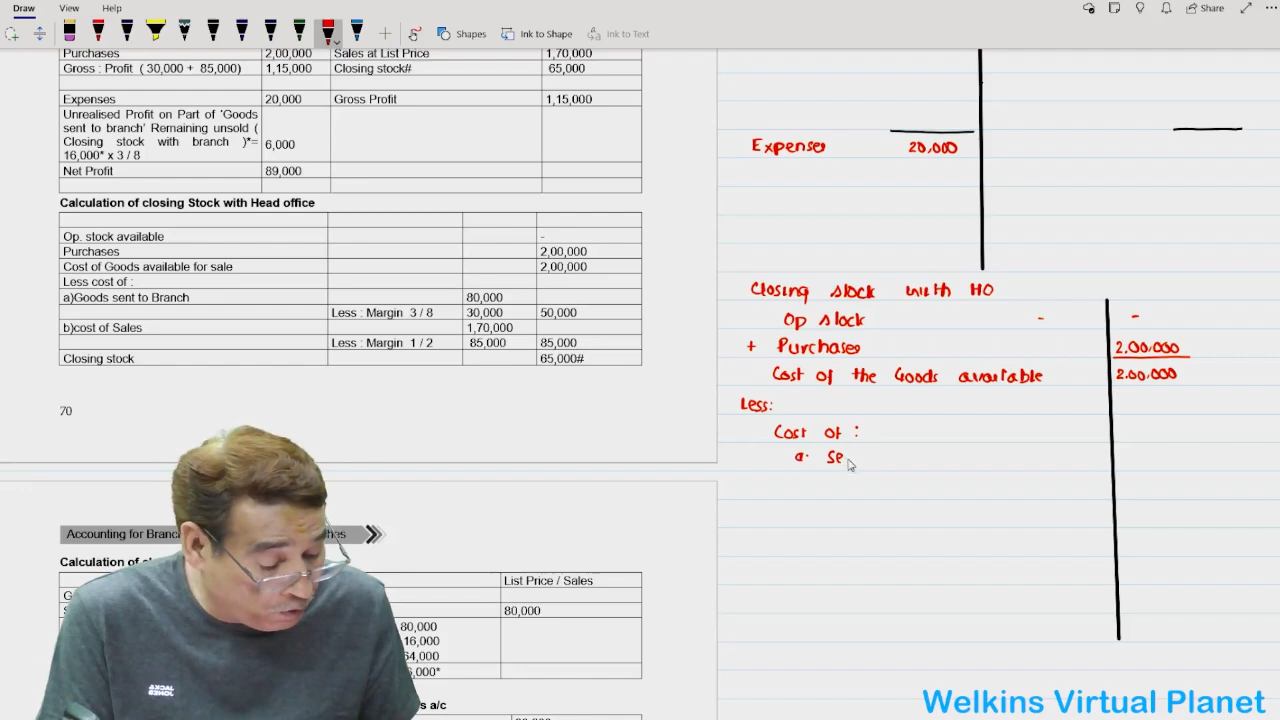 Draw View Share
Shapes Ink to Shape Ink to Text
Purchases 2,00,000 Sales at List Price 1,70,000
Gross : Profit ( 30,000 + 85,000) 1,15,000 Closing stock# 65,000
Expenses 20,000 Gross Profit 1,15,000
Unrealised Profit on Part of ‘Goods
sent to branch’ Remaining unsold (
Closing stock with branch )*=
16,000* x 3 / 8
6,000
Net Profit 89,000
Calculation of closing Stock with Head office
Op. stock available -
Purchases 2,00,000
Cost of Goods available for sale 2,00,000
Less cost of :
a)Goods sent to Branch 80,000
Less : Margin 3 / 8 30,000 50,000
b)cost of Sales 1,70,000
Less : Margin 1 / 2 85,000 85,000
Closing stock 65,000#
70
Accounting for Branch
Calculation of
List Price / Sales
80,000
80,000
16,000
64,000
a/c
Expenses 20,000
Closing stock with HO
Op stock - -
+ Purchases 2,00,000
Cost of the Goods available 2,00,000
Less:
Cost of :
a. Se
Welkins Virtual Planet